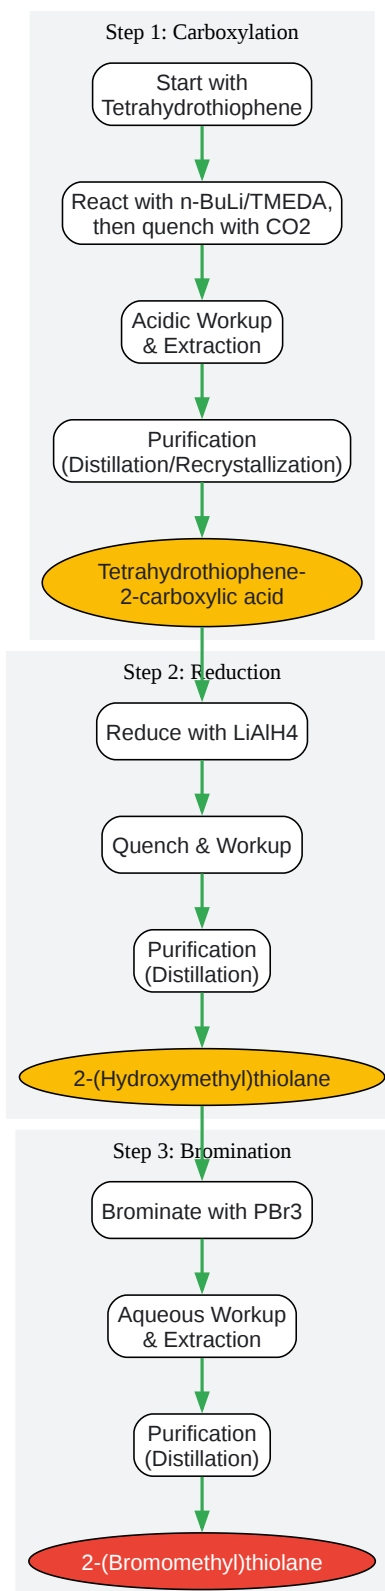 Step 1: Carboxylation
Start with
Tetrahydrothiophene
React with n-BuLi/TMEDA,
then quench with CO2
Acidic Workup
& Extraction
Purification
(Distillation/Recrystallization)
Tetrahydrothiophene-
2-carboxylic acid
Step 2: Reduction
Reduce with LiAlH4
Quench & Workup
Purification
(Distillation)
2-(Hydroxymethyl)thiolane
Step 3: Bromination
Brominate with PBr3
Aqueous Workup
& Extraction
Purification
(Distillation)
2-(Bromomethyl)thiolane